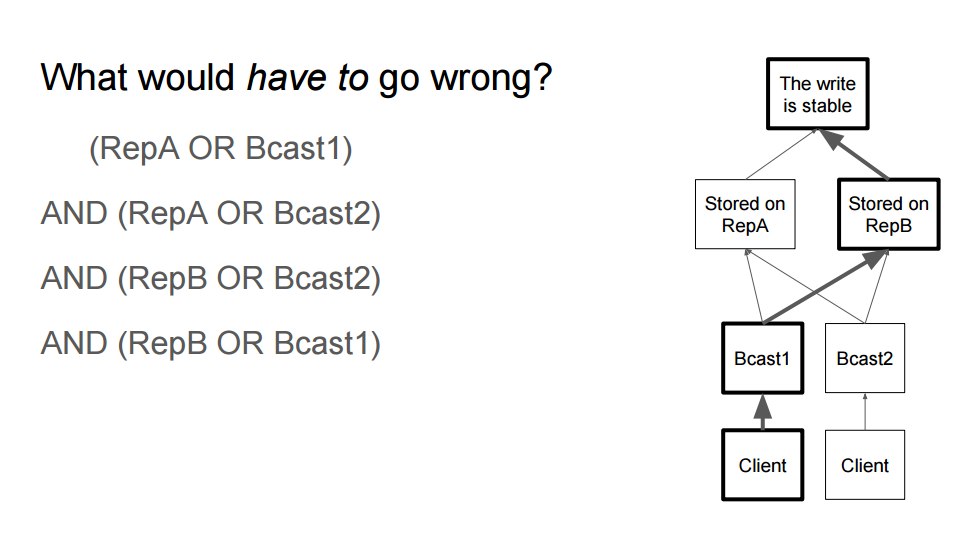 What would have to go wrong?
(RepA OR Bcast1)
AND (RepA OR Bcast2)
AND (RepB OR Bcast2)
AND (RepB OR Bcast1)
The write
is stable
Stored on
RepA
Stored on
RepB
Bcast1
Bcast2
Client
Client